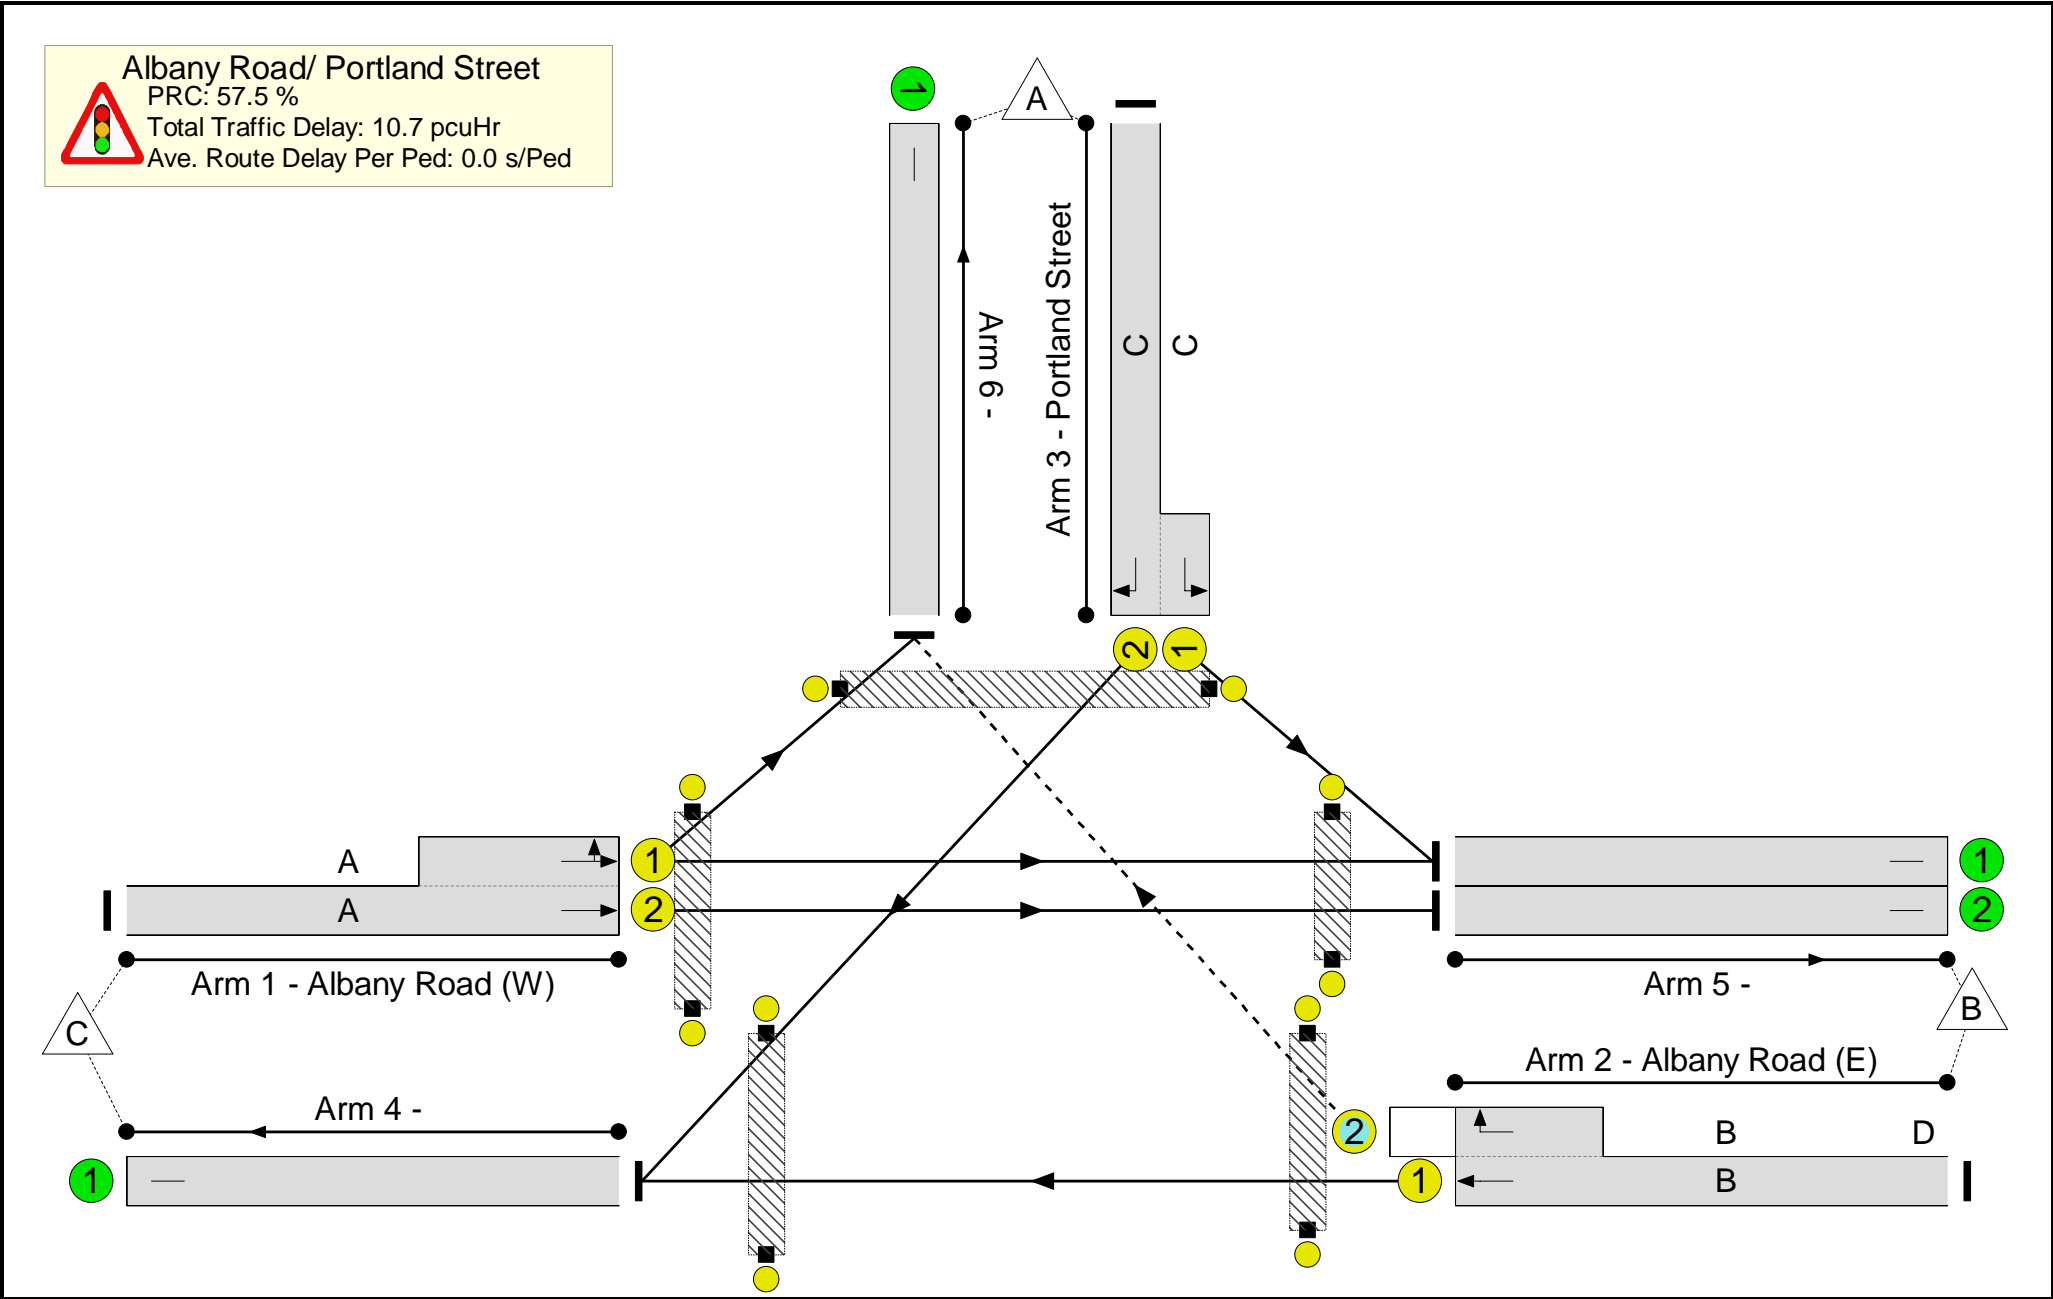 Albany Road/ Portland Street
PRC: 57.5 %
Total Traffic Delay: 10.7 pcuHr
Ave. Route Delay Per Ped: 0.0 s/Ped
1
A
Arm 6 -
Arm 3 - Portland Street
C
C
2
1
A
1
1
A
2
2
Arm 1 - Albany Road (W)
Arm 5 -
C
B
Arm 2 - Albany Road (E)
Arm 4 -
2
B
D
1
1
B